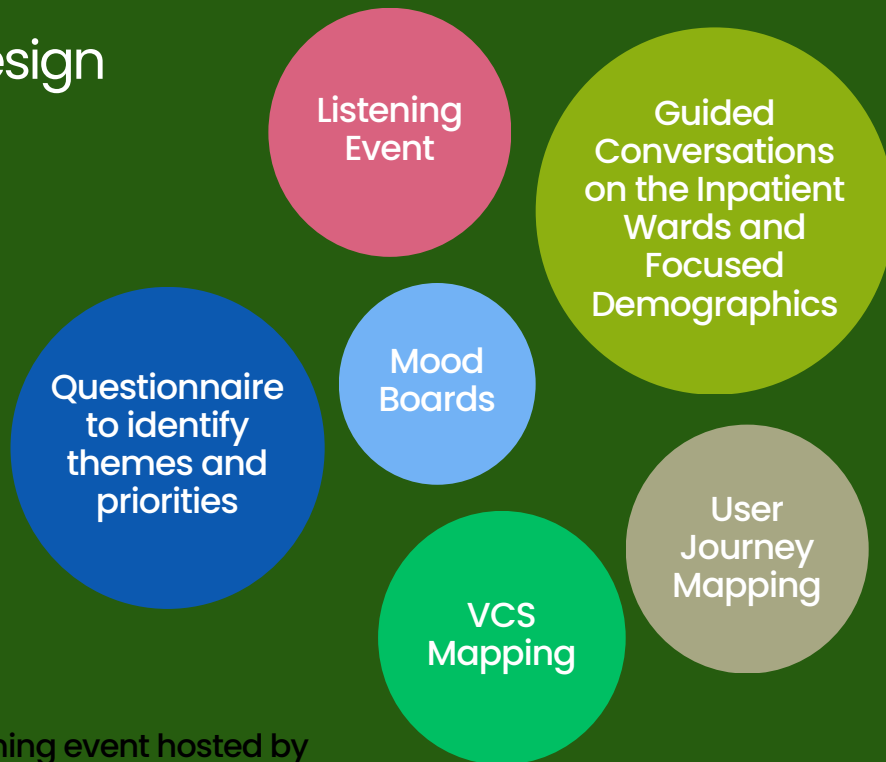 esign
Listening
Event
Guided
Conversations
on the Inpatient
Wards and
Focused
Demographics
Mood
Boards
Questionnaire
to identify
themes and
priorities
User
Journey
Mapping
VCS
Mapping
ning event hosted by